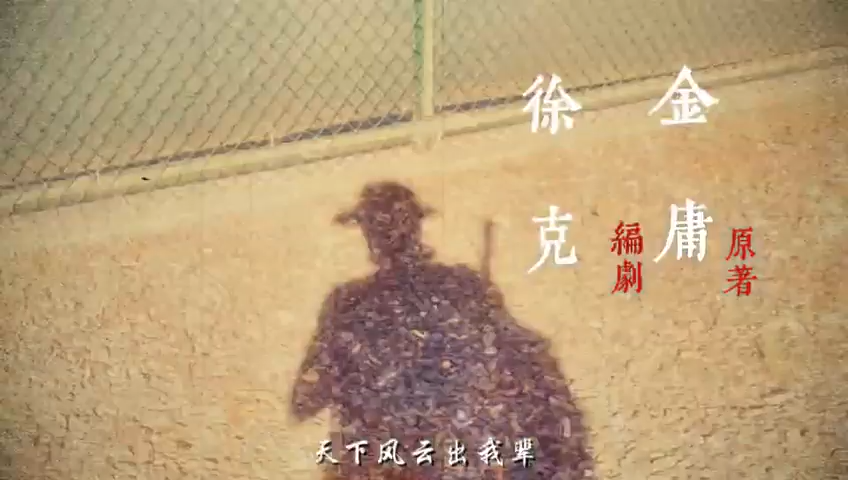 金庸
原著
徐克
編劇
天下风云出我辈